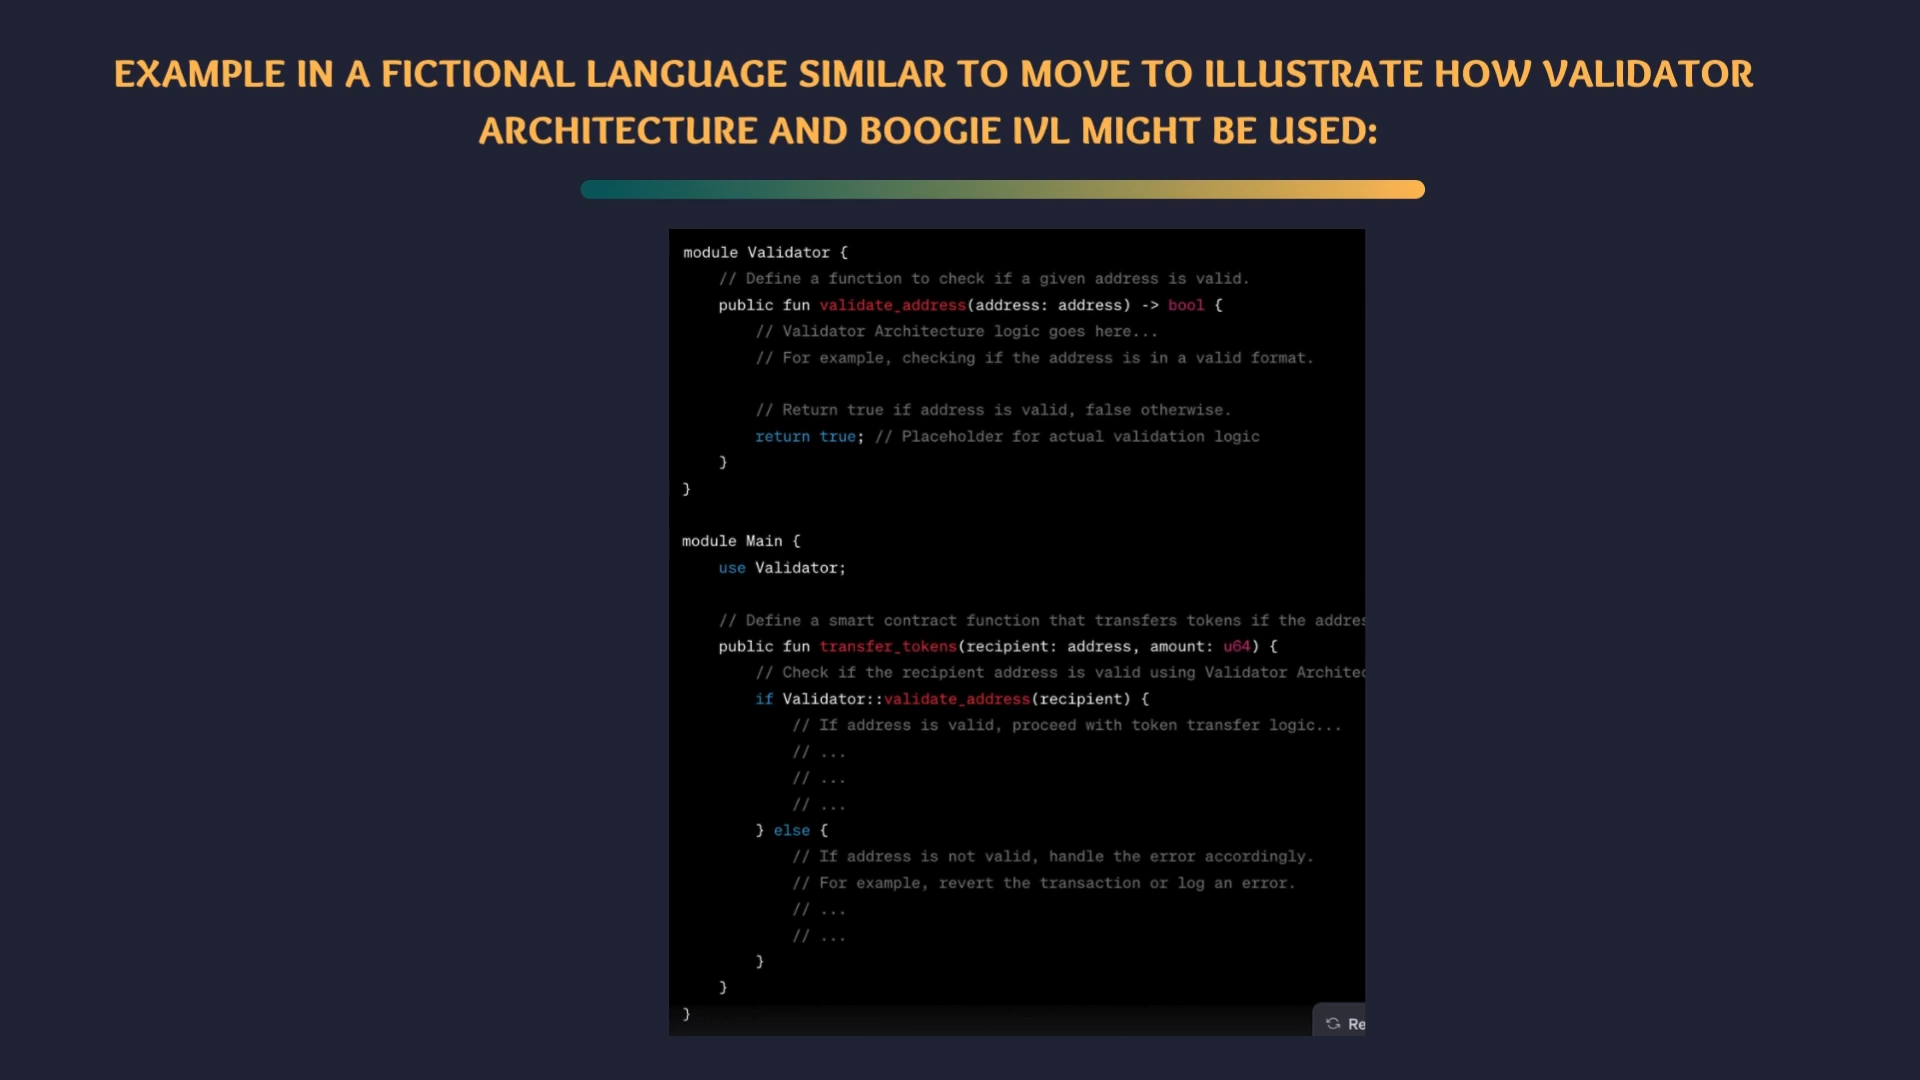 EXAMPLE IN A FICTIONAL LANGUAGE SIMILAR TO MOVE TO ILLUSTRATE HOW VALIDATOR
ARCHITECTURE AND BOOGIE IVL MIGHT BE USED:
module Validator {
    // Define a function to check if a given address is valid.
    public fun validate_address(address: address) -> bool {
        // Validator Architecture logic goes here...
        // For example, checking if the address is in a valid format.
        // Return true if address is valid, false otherwise.
        return true; // Placeholder for actual validation logic
    }
}
module Main {
    use Validator;
    // Define a smart contract function that transfers tokens if the addres
    public fun transfer_tokens(recipient: address, amount: u64) {
        // Check if the recipient address is valid using Validator Architec
        if Validator::validate_address(recipient) {
            // If address is valid, proceed with token transfer logic...
            // ...
            // ...
            // ...
        } else {
            // If address is not valid, handle the error accordingly.
            // For example, revert the transaction or log an error.
            // ...
            // ...
        }
    }
}
Re